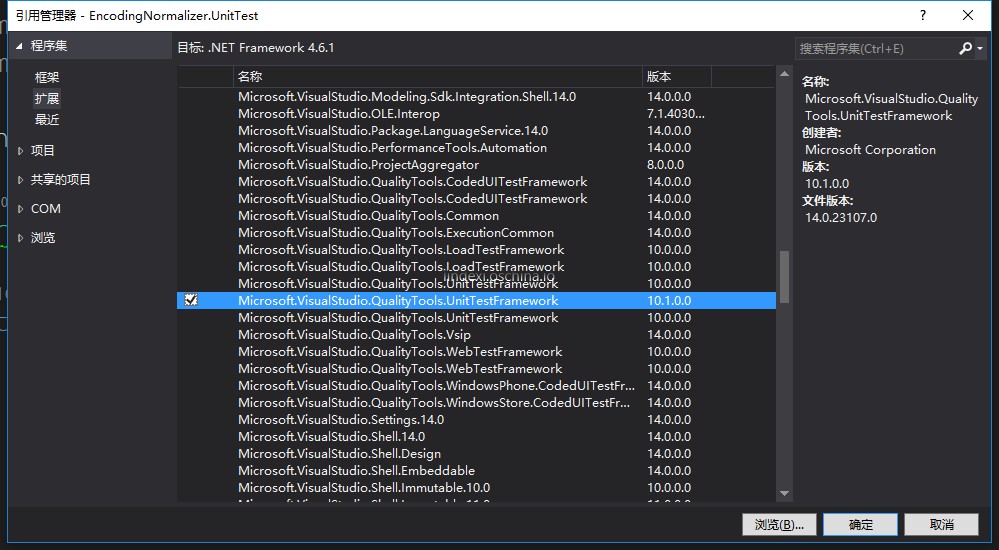 引用管理器 - EncodingNormalizer.UnitTest
程序集
框架
扩展
最近
项目
共享的项目
COM
浏览
目标: .NET Framework 4.6.1
搜索程序集(Ctrl+E)
名称 版本
Microsoft.VisualStudio.Modeling.Sdk.Integration.Shell.14.0 14.0.0.0
Microsoft.VisualStudio.OLE.Interop 7.1.4030...
Microsoft.VisualStudio.Package.LanguageService.14.0 14.0.0.0
Microsoft.VisualStudio.PerformanceTools.Automation 14.0.0.0
Microsoft.VisualStudio.ProjectAggregator 8.0.0.0
Microsoft.VisualStudio.QualityTools.CodedUITestFramework 14.0.0.0
Microsoft.VisualStudio.QualityTools.CodedUITestFramework 14.0.0.0
Microsoft.VisualStudio.QualityTools.Common 14.0.0.0
Microsoft.VisualStudio.QualityTools.ExecutionCommon 14.0.0.0
Microsoft.VisualStudio.QualityTools.LoadTestFramework 10.0.0.0
Microsoft.VisualStudio.QualityTools.LoadTestFramework 10.0.0.0
lindexi.oschina.io
Microsoft.VisualStudio.QualityTools.UnitTestFramework 10.0.0.0
Microsoft.VisualStudio.QualityTools.UnitTestFramework 10.1.0.0
Microsoft.VisualStudio.QualityTools.UnitTestFramework 10.0.0.0
Microsoft.VisualStudio.QualityTools.Vsip 14.0.0.0
Microsoft.VisualStudio.QualityTools.WebTestFramework 10.0.0.0
Microsoft.VisualStudio.QualityTools.WebTestFramework 10.0.0.0
Microsoft.VisualStudio.QualityTools.WindowsPhone.CodedUITestFr... 14.0.0.0
Microsoft.VisualStudio.QualityTools.WindowsStore.CodedUITestFr... 14.0.0.0
Microsoft.VisualStudio.Settings.14.0 14.0.0.0
Microsoft.VisualStudio.Shell.14.0 14.0.0.0
Microsoft.VisualStudio.Shell.Design 14.0.0.0
Microsoft.VisualStudio.Shell.Embeddable 14.0.0.0
Microsoft.VisualStudio.Shell.Immutable.10.0 10.0.0.0
名称:
Microsoft.VisualStudio.Quality
Tools.UnitTestFramework
创建者:
Microsoft Corporation
版本:
10.1.0.0
文件版本:
14.0.23107.0
浏览(B)...
确定
取消